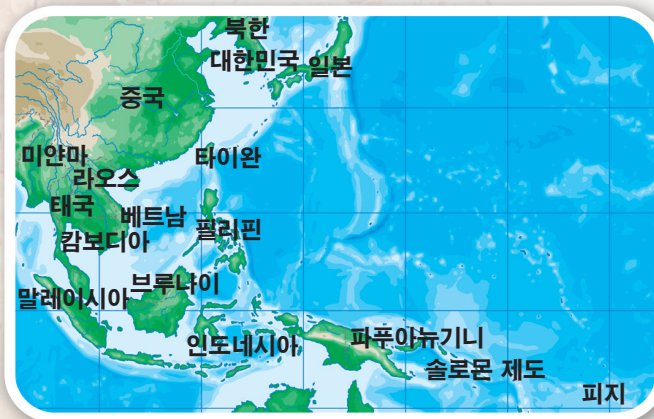 북한
대한민국
일본
중국
미얀마
타이완
라오스
태국
베트남
필리핀
캄보디아
브루나이
말레이시아
인도네시아
파푸아뉴기니
솔로몬 제도
피지